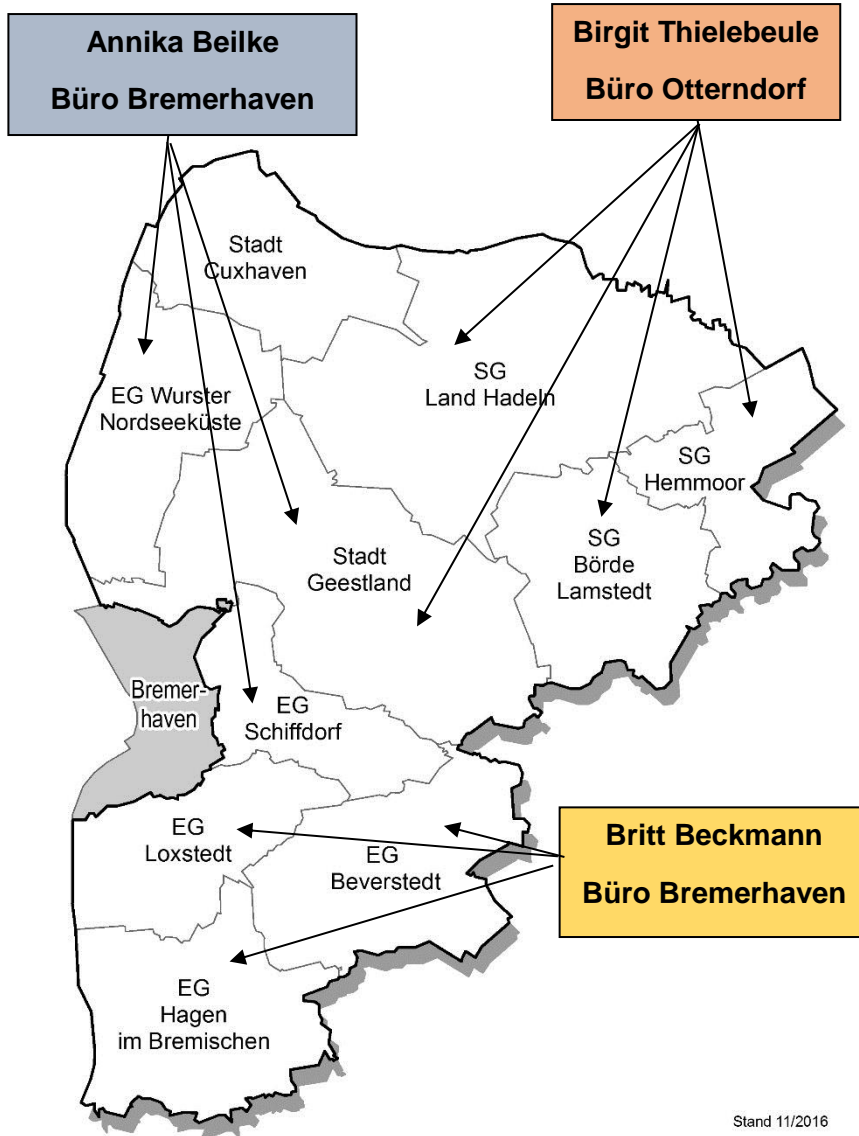 Annika Beilke
Büro Bremerhaven
Birgit Thielebeule
Büro Otterndorf
Stadt
Cuxhaven
EG Wurster
Nordseeküste
SG
Land Hadeln
SG
Hemmoor
SG
Börde
Lamstedt
Stadt
Geestland
Bremer-
haven
EG
Schiffdorf
EG
Loxstedt
EG
Beverstedt
Britt Beckmann
Büro Bremerhaven
EG
Hagen
im Bremischen
Stand 11/2016